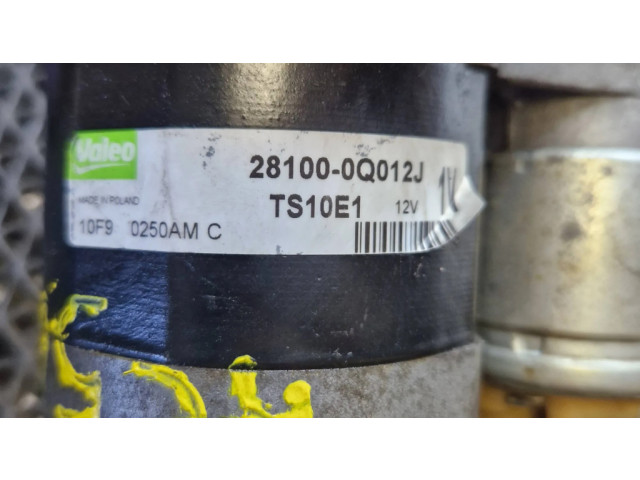 Valeo
28100-0Q012J
MADE IN POLAND
TS10E1 12V
10F9 0250AM C